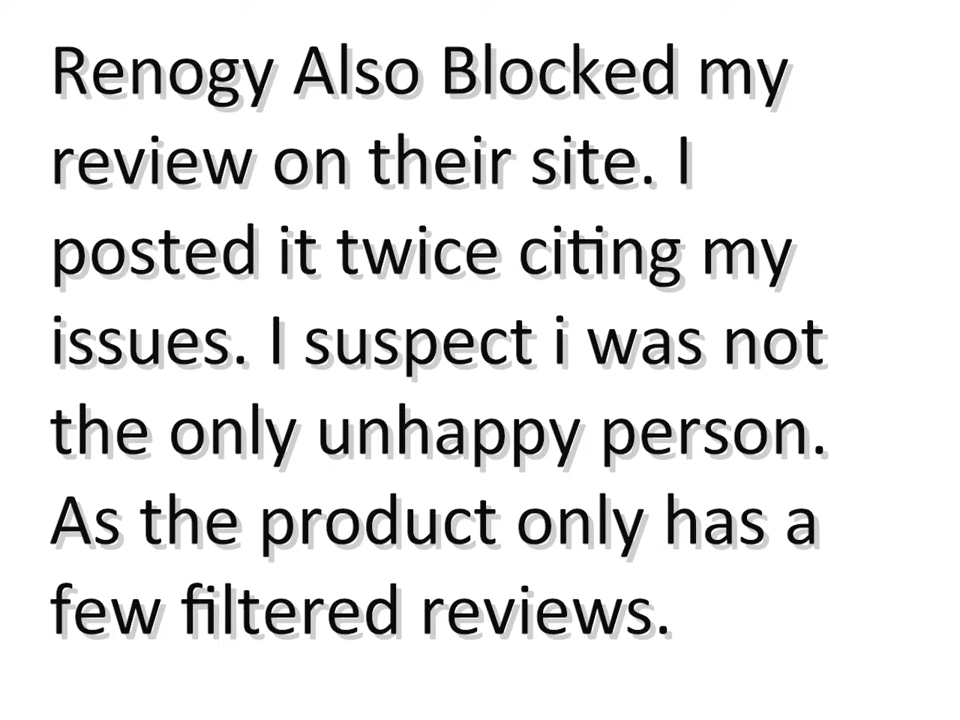 Renogy Also Blocked my
review on their site. I
posted it twice citing my
issues. I suspect i was not
the only unhappy person.
As the product only has a
few filtered reviews.